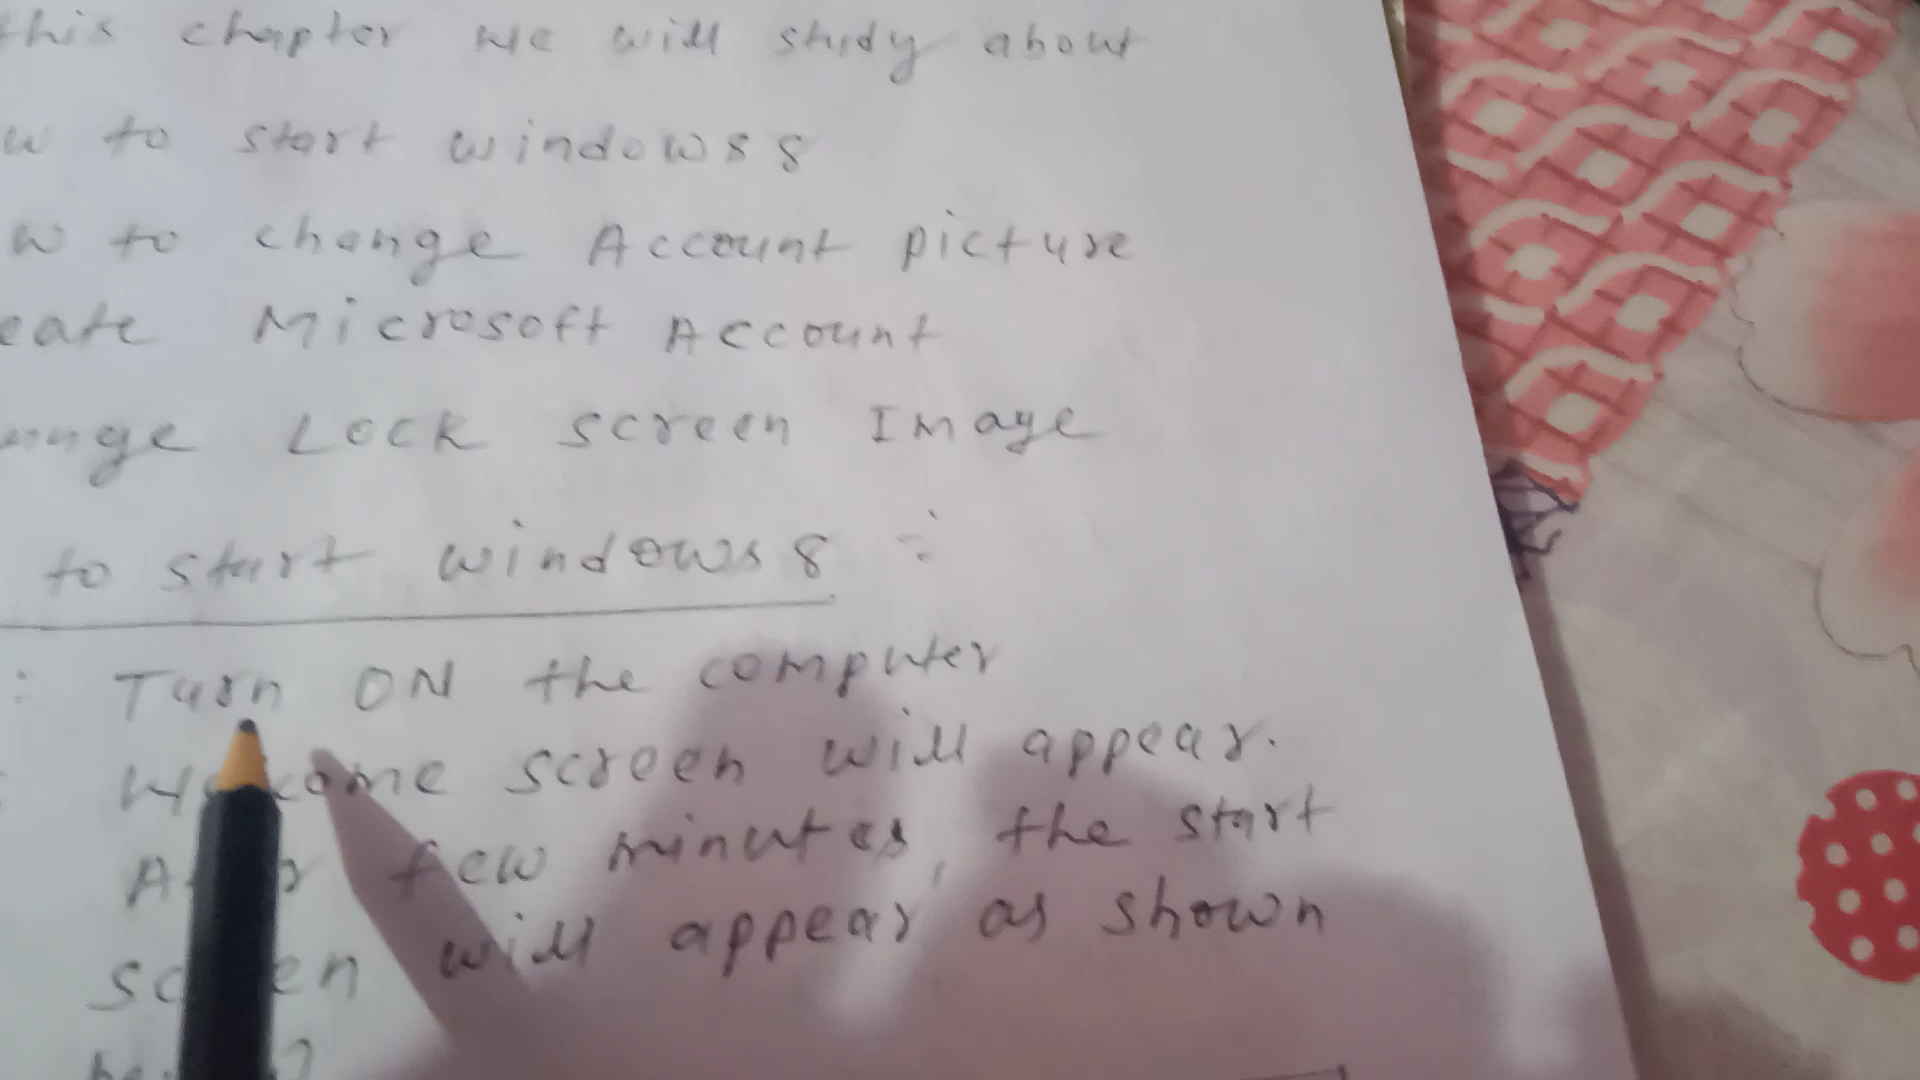 this chapter we will study about
w to start windows 8
w to change Account picture
eate Microsoft Account
ange Lock screen Image
to start windows 8 :-
: Turn ON the computer
: screen will appear.
few minutes, the start
will appear as shown